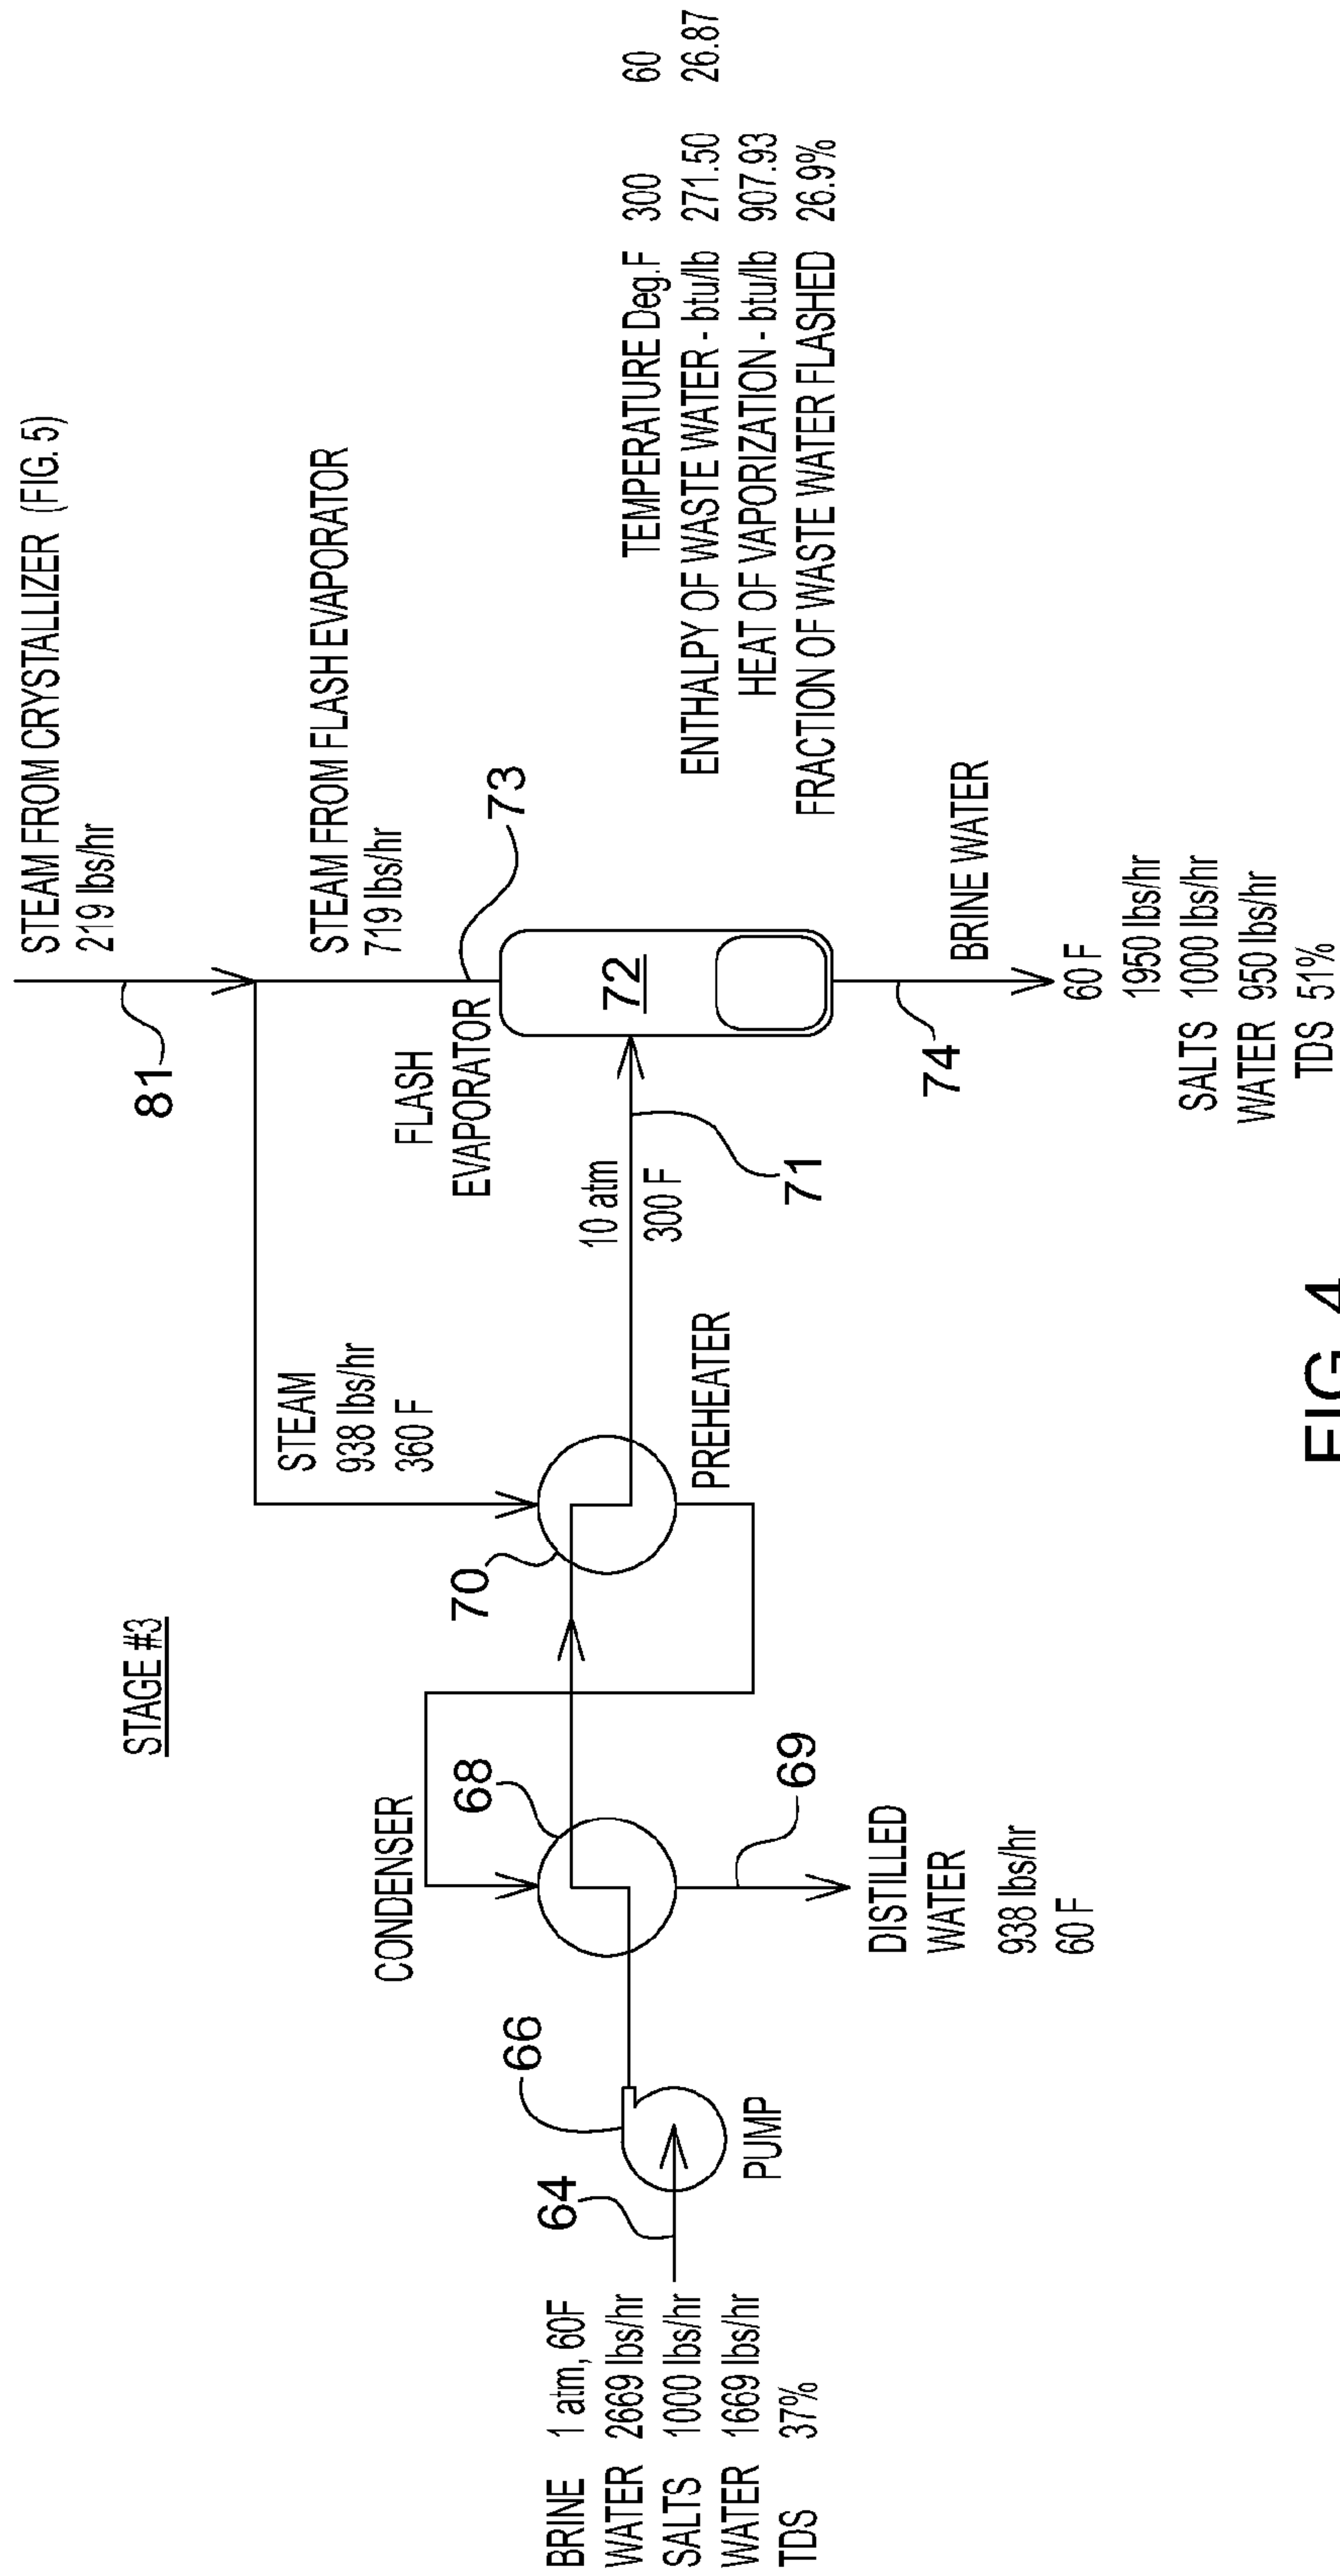 STAGE #3
STEAM FROM CRYSTALLIZER (FIG. 5)
219 lbs/hr
81
STEAM FROM FLASH EVAPORATOR
719 lbs/hr
73
STEAM
938 lbs/hr
360 F
FLASH
EVAPORATOR
72
CONDENSER
68
70
PREHEATER
10 atm
300 F
71
66
64
PUMP
BRINE 1 atm, 60F
WATER 2669 lbs/hr
SALTS 1000 lbs/hr
WATER 1669 lbs/hr
TDS 37%
69
DISTILLED
WATER
938 lbs/hr
60 F
74
BRINE WATER
60 F
1950 lbs/hr
SALTS 1000 lbs/hr
WATER 950 lbs/hr
TDS 51%
TEMPERATURE Deg.F 300 60
ENTHALPY OF WASTE WATER - btu/lb 271.50 26.87
HEAT OF VAPORIZATION - btu/lb 907.93
FRACTION OF WASTE WATER FLASHED 26.9%
FIG. 4